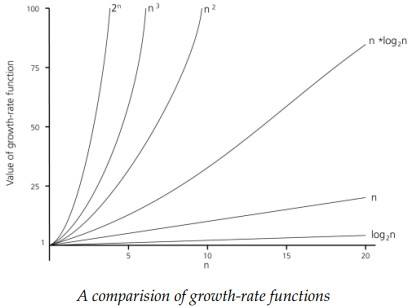 100
2ⁿ
n³
n²
n *log₂n
75
Value of growth-rate function
50
25
n
log₂n
1
5
10
15
20
n
A comparision of growth-rate functions